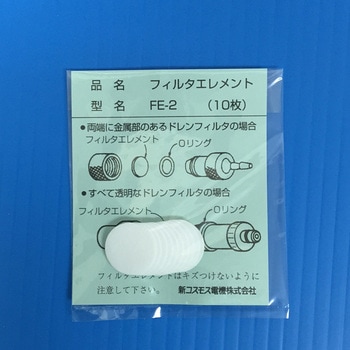 品名 フィルタエレメント
型名 FE-2 （10枚）
●両端に金属部のあるドレンフィルタの場合
フィルタエレメント Oリング
●すべて透明なドレンフィルタの場合
フィルタエレメント Oリング
フィルタエレメントはキズつけないように
注意して下さい。
新コスモス電機株式会社